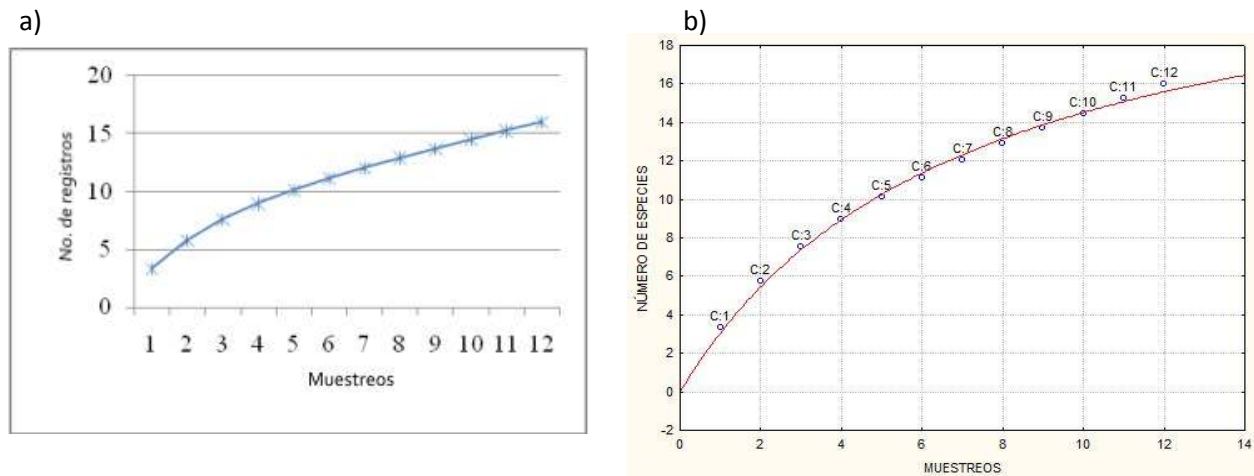 a)
20
15
10
5
0
No. de registros
1 2 3 4 5 6 7 8 9 10 11 12
Muestreos
b)
18
16
14
12
10
8
6
4
2
0
-2
NÚMERO DE ESPECIES
C:1
C:2
C:3
C:4
C:5
C:6
C:7
C:8
C:9
C:10
C:11
C:12
0 2 4 6 8 10 12 14
MUESTREOS